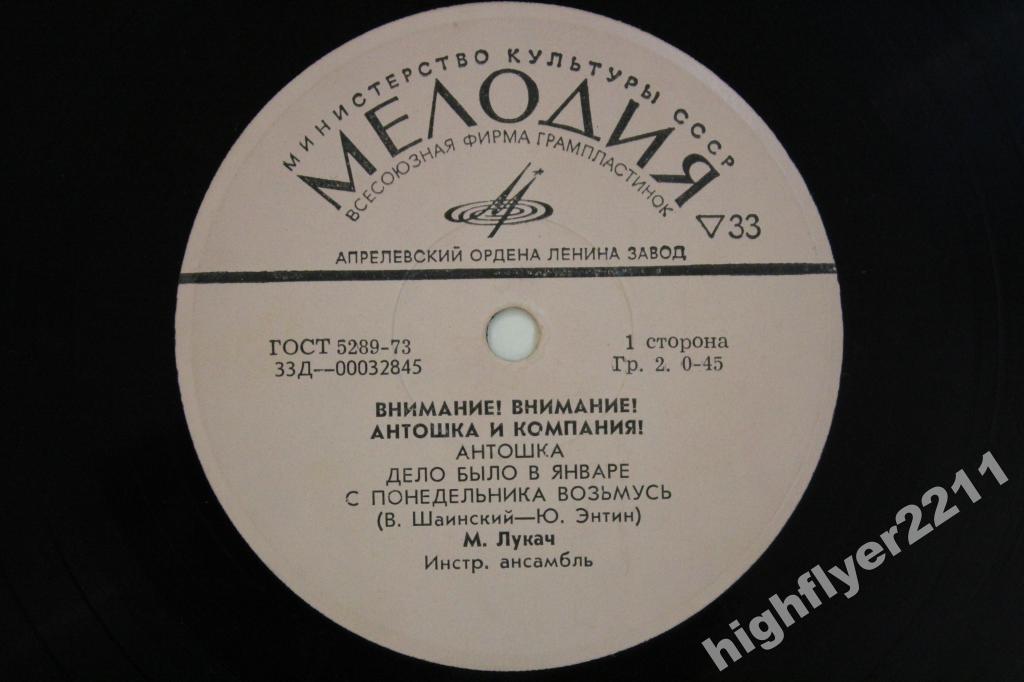 МИНИСТЕРСТВО КУЛЬТУРЫ СССР
МЕЛОДИЯ
ВСЕСОЮЗНАЯ ФИРМА ГРАМПЛАСТИНОК
▽33
АПРЕЛЕВСКИЙ ОРДЕНА ЛЕНИНА ЗАВОД
ГОСТ 5289-73
33Д—00032845
1 сторона
Гр. 2. 0-45
ВНИМАНИЕ! ВНИМАНИЕ!
АНТОШКА И КОМПАНИЯ!
АНТОШКА
ДЕЛО БЫЛО В ЯНВАРЕ
С ПОНЕДЕЛЬНИКА ВОЗЬМУСЬ
(В. Шаинский—Ю. Энтин)
М. Лукач
Инстр. ансамбль
highflyer2211